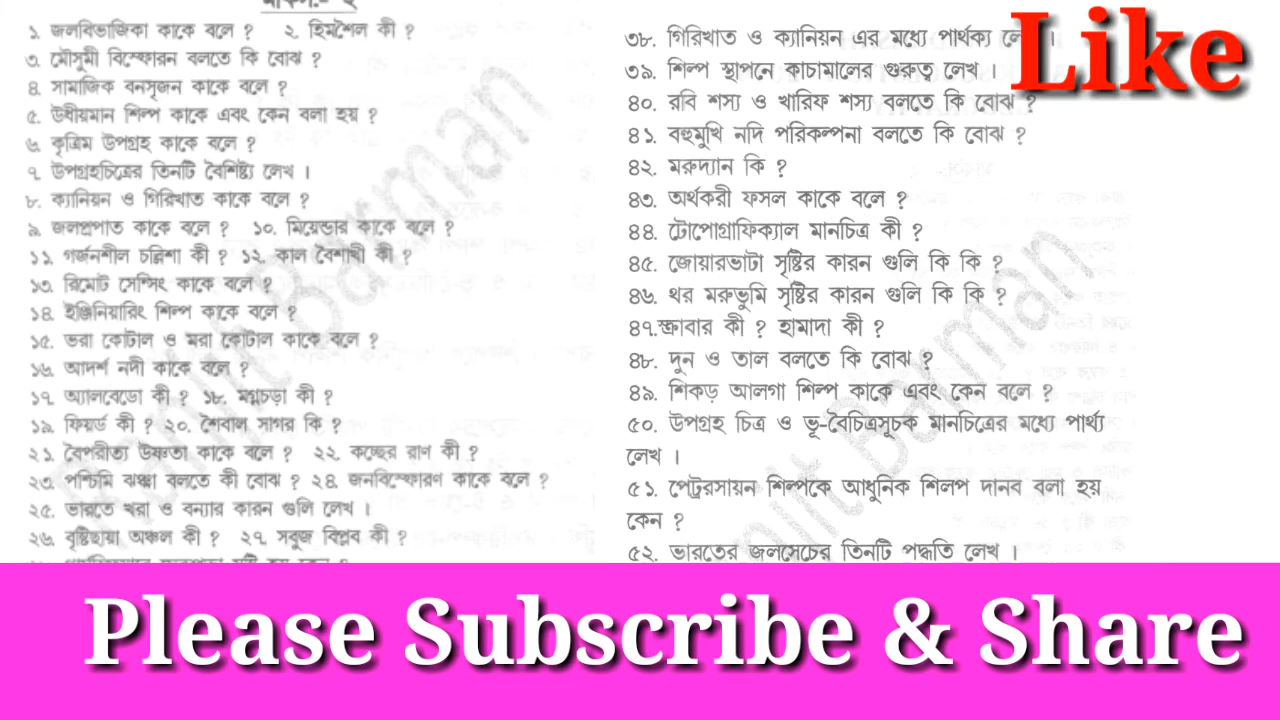 মার্কস:- ২
১. জলবিভাজিকা কাকে বলে ? ২. হিমশৈল কী ?
৩. মৌসুমী বিস্ফোরন বলতে কি বোঝ ?
৪. সামাজিক বনসৃজন কাকে বলে ?
৫. উধীয়মান শিল্প কাকে এবং কেন বলা হয় ?
৬. কৃত্রিম উপগ্রহ কাকে বলে ?
৭. উপগ্রহচিত্রের তিনটি বৈশিষ্ট্য লেখ ।
৮. ক্যানিয়ন ও গিরিখাত কাকে বলে ?
৯. জলপ্রপাত কাকে বলে ? ১০. মিয়েন্ডার কাকে বলে ?
১১. গর্জনশীল চল্লিশা কী ? ১২. কাল বৈশাখী কী ?
১৩. রিমোট সেন্সিং কাকে বলে ?
১৪. ইঞ্জিনিয়ারিং শিল্প কাকে বলে ?
১৫. ভরা কোটাল ও মরা কোটাল কাকে বলে ?
১৬. আদর্শ নদী কাকে বলে ?
১৭. অ্যালবেডো কী ? ১৮. মগ্নচড়া কী ?
১৯. ফিয়র্ড কী ? ২০. শৈবাল সাগর কি ?
২১. বৈপরীত্য উষ্ণতা কাকে বলে ? ২২. কচ্ছের রাণ কী ?
২৩. পশ্চিমি ঝঞ্ঝা বলতে কী বোঝ ? ২৪. জনবিস্ফোরণ কাকে বলে ?
২৫. ভারতে খরা ও বন্যার কারন গুলি লেখ ।
২৬. বৃষ্টিছায়া অঞ্চল কী ? ২৭. সবুজ বিপ্লব কী ?
৩৮. গিরিখাত ও ক্যানিয়ন এর মধ্যে পার্থক্য ।
৩৯. শিল্প স্থাপনে কাচামালের গুরুত্ব লেখ ।
৪০. রবি শস্য ও খারিফ শস্য বলতে কি বোঝ ?
৪১. বহুমুখি নদি পরিকল্পনা বলতে কি বোঝ ?
৪২. মরুদ্যান কি ?
৪৩. অর্থকরী ফসল কাকে বলে ?
৪৪. টোপোগ্রাফিক্যাল মানচিত্র কী ?
৪৫. জোয়ারভাটা সৃষ্টির কারন গুলি কি কি ?
৪৬. থর মরুভুমি সৃষ্টির কারন গুলি কি কি ?
৪৭.স্ক্রাবার কী ? হামাদা কী ?
৪৮. দুন ও তাল বলতে কি বোঝ ?
৪৯. শিকড় আলগা শিল্প কাকে এবং কেন বলে ?
৫০. উপগ্রহ চিত্র ও ভূ-বৈচিত্রসূচক মানচিত্রের মধ্যে পার্থ্য
লেখ ।
৫১. পেট্ররসায়ন শিল্পকে আধুনিক শিলপ দানব বলা হয়
কেন ?
৫২. ভারতের জলসেচের তিনটি পদ্ধতি লেখ ।
Like
Ranjit Barman
Please Subscribe & Share